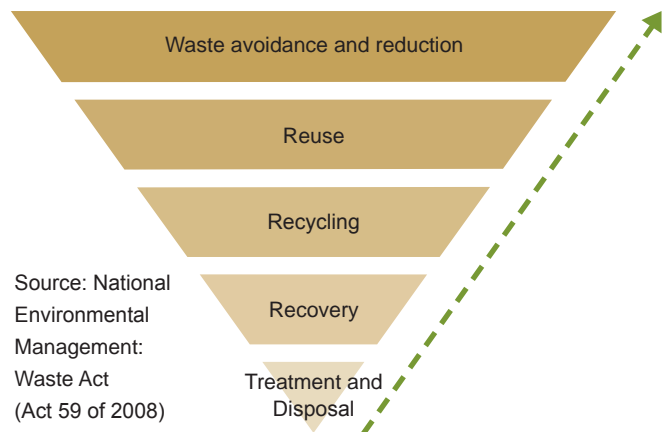 Waste avoidance and reduction
Reuse
Recycling
Recovery
Treatment and
Disposal
Source: National
Environmental
Management:
Waste Act
(Act 59 of 2008)